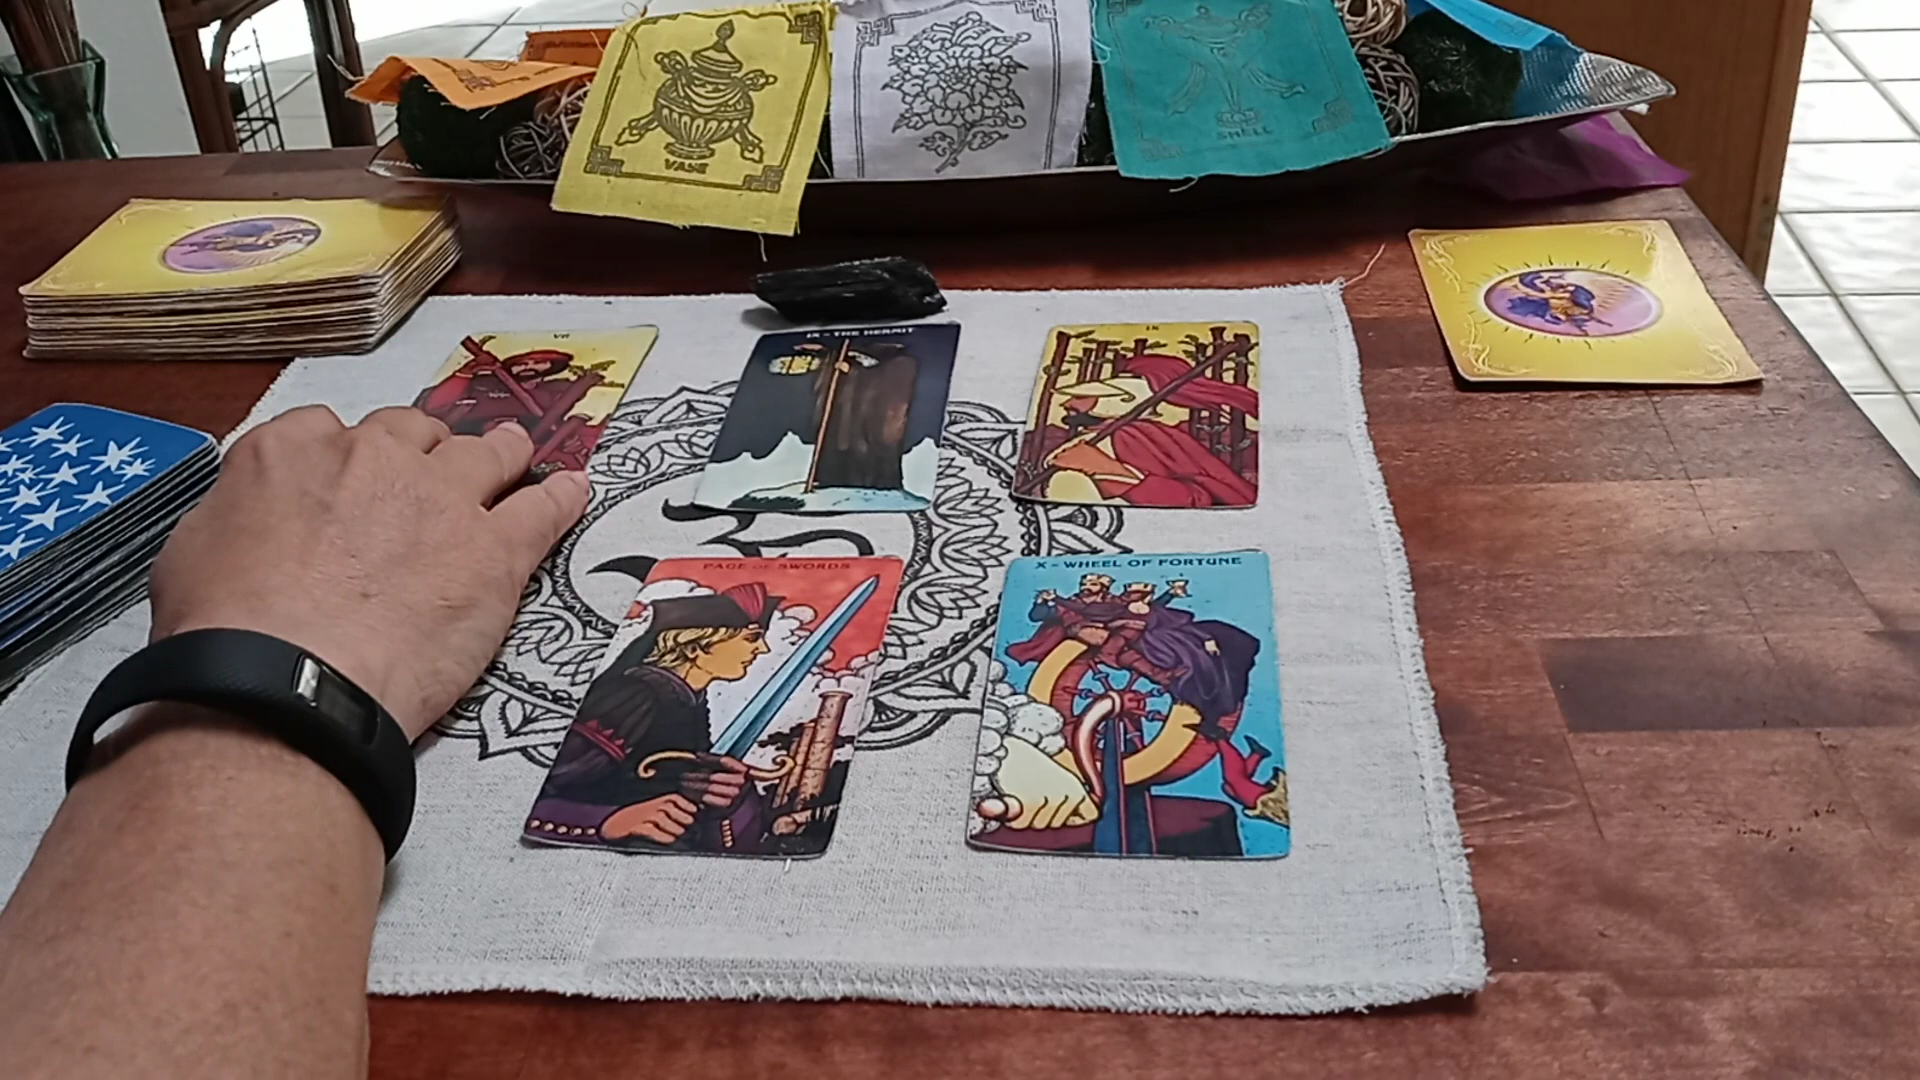 VASE
SHELL
VII
IX - THE HERMIT
IX
PAGE OF SWORDS
X - WHEEL OF FORTUNE